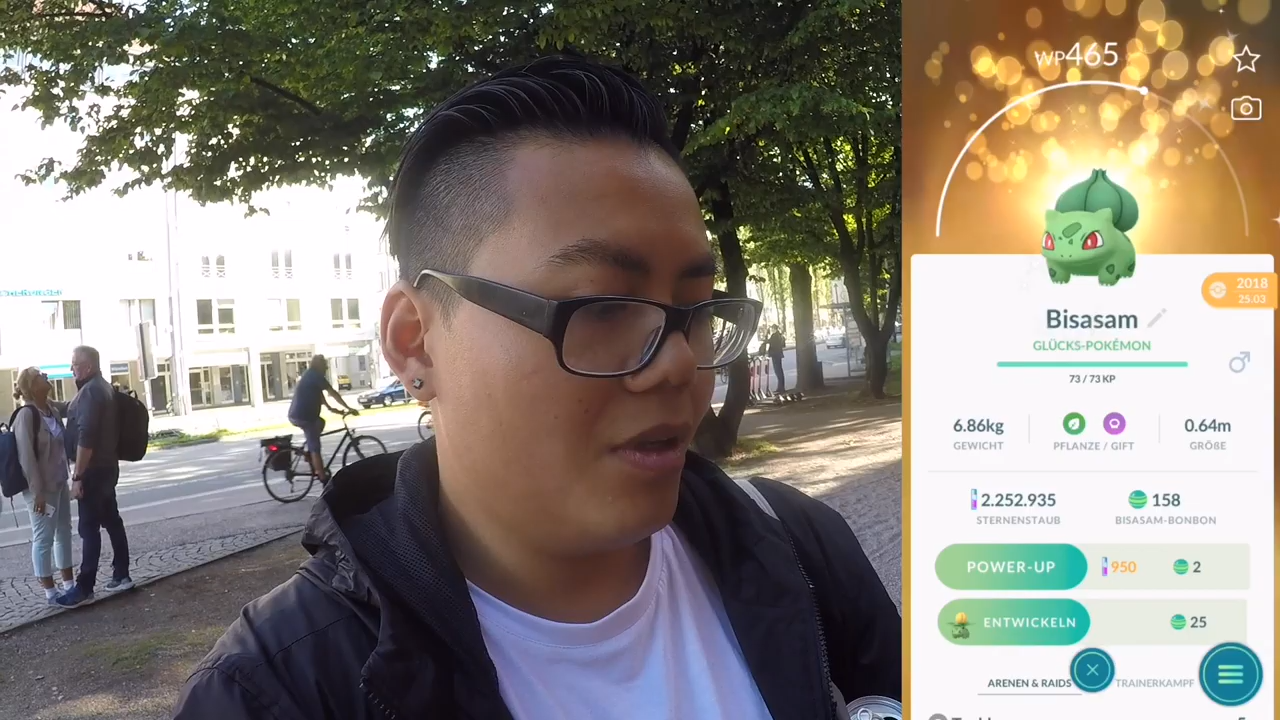 WP465
2018
25.03
Bisasam
GLÜCKS-POKÉMON
73 / 73 KP
6.86kg
GEWICHT
PFLANZE / GIFT
0.64m
GRÖßE
2.252.935
STERNENSTAUB
158
BISASAM-BONBON
POWER-UP
950
2
ENTWICKELN
25
ARENEN & RAIDS
TRAINERKAMPF